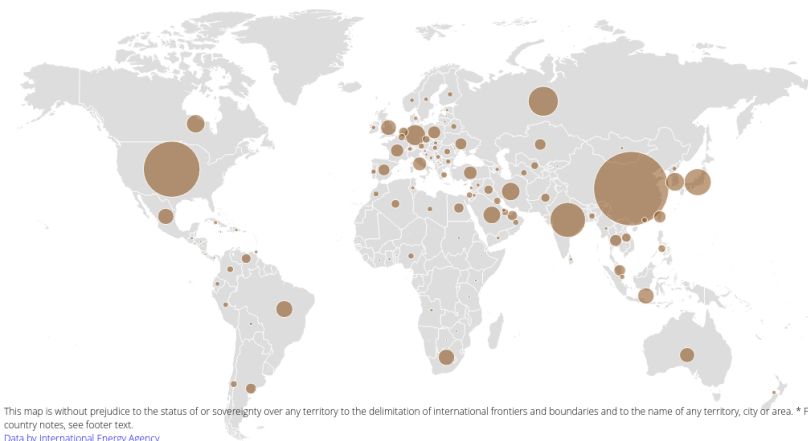 This map is without prejudice to the status of or sovereignty over any territory to the delimitation of international frontiers and boundaries and to the name of any territory, city or area. * F
country notes, see footer text.
Data by International Energy Agency